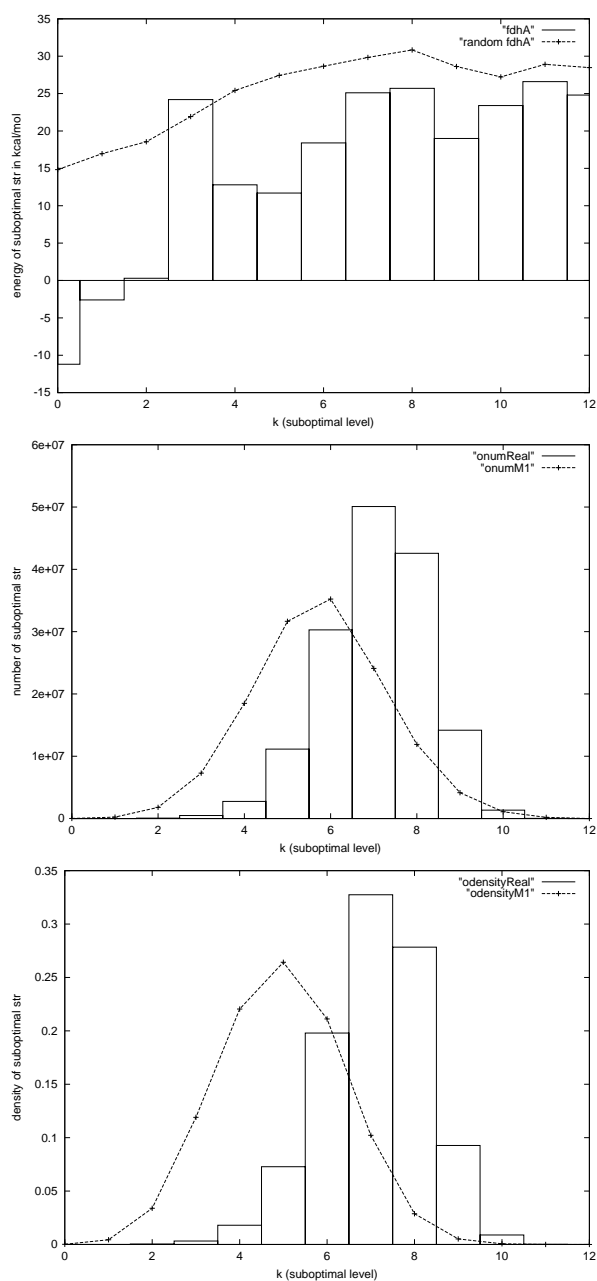 35
30
25
20
15
10
5
0
-5
-10
-15
energy of suboptimal str in kcal/mol
"fdhA"
"random fdhA"
0 2 4 6 8 10 12
k (suboptimal level)
6e+07
5e+07
4e+07
3e+07
2e+07
1e+07
0
number of suboptimal str
"onumReal"
"onumM1"
0 2 4 6 8 10 12
k (suboptimal level)
0.35
0.3
0.25
0.2
0.15
0.1
0.05
0
density of suboptimal str
"odensityReal"
"odensityM1"
0 2 4 6 8 10 12
k (suboptimal level)